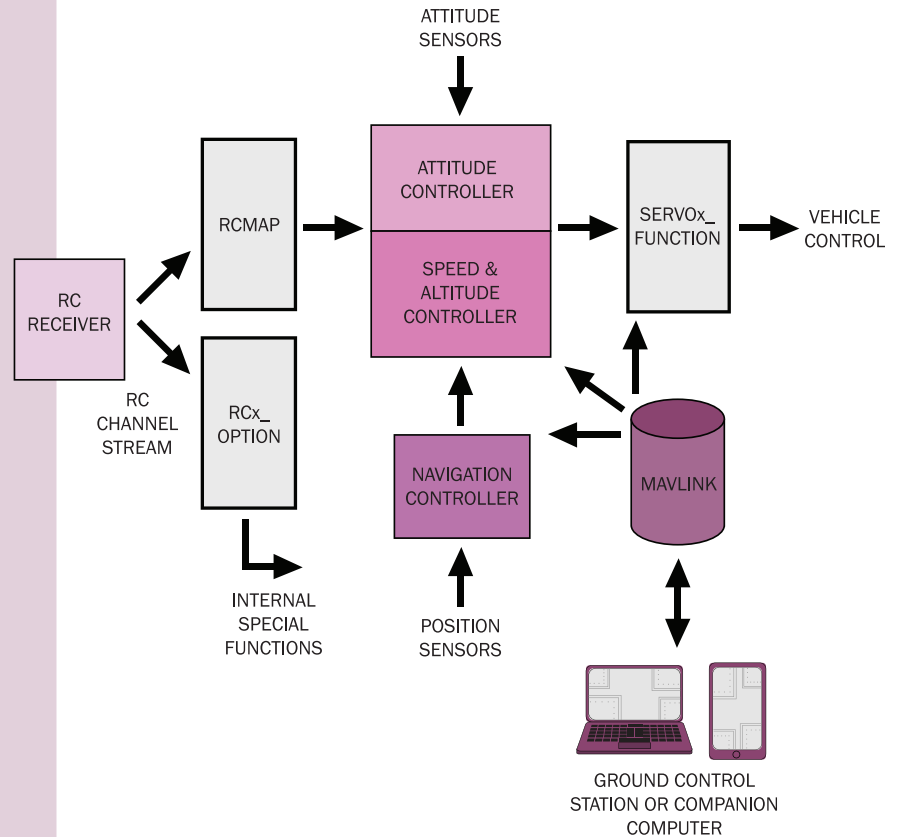 ATTITUDE
SENSORS
ATTITUDE
CONTROLLER
RCMAP
SERVOx_
FUNCTION
VEHICLE
CONTROL
SPEED &
ALTITUDE
CONTROLLER
RC
RECEIVER
RC
CHANNEL
STREAM
RCx_
OPTION
NAVIGATION
CONTROLLER
MAVLINK
INTERNAL
SPECIAL
FUNCTIONS
POSITION
SENSORS
GROUND CONTROL
STATION OR COMPANION
COMPUTER